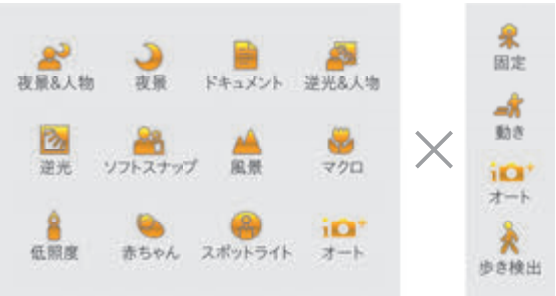 夜景&人物 夜景 ドキュメント 逆光&人物
逆光 ソフトスナップ 風景 マクロ
低照度 赤ちゃん スポットライト オート
×
固定
動き
オート
歩き検出